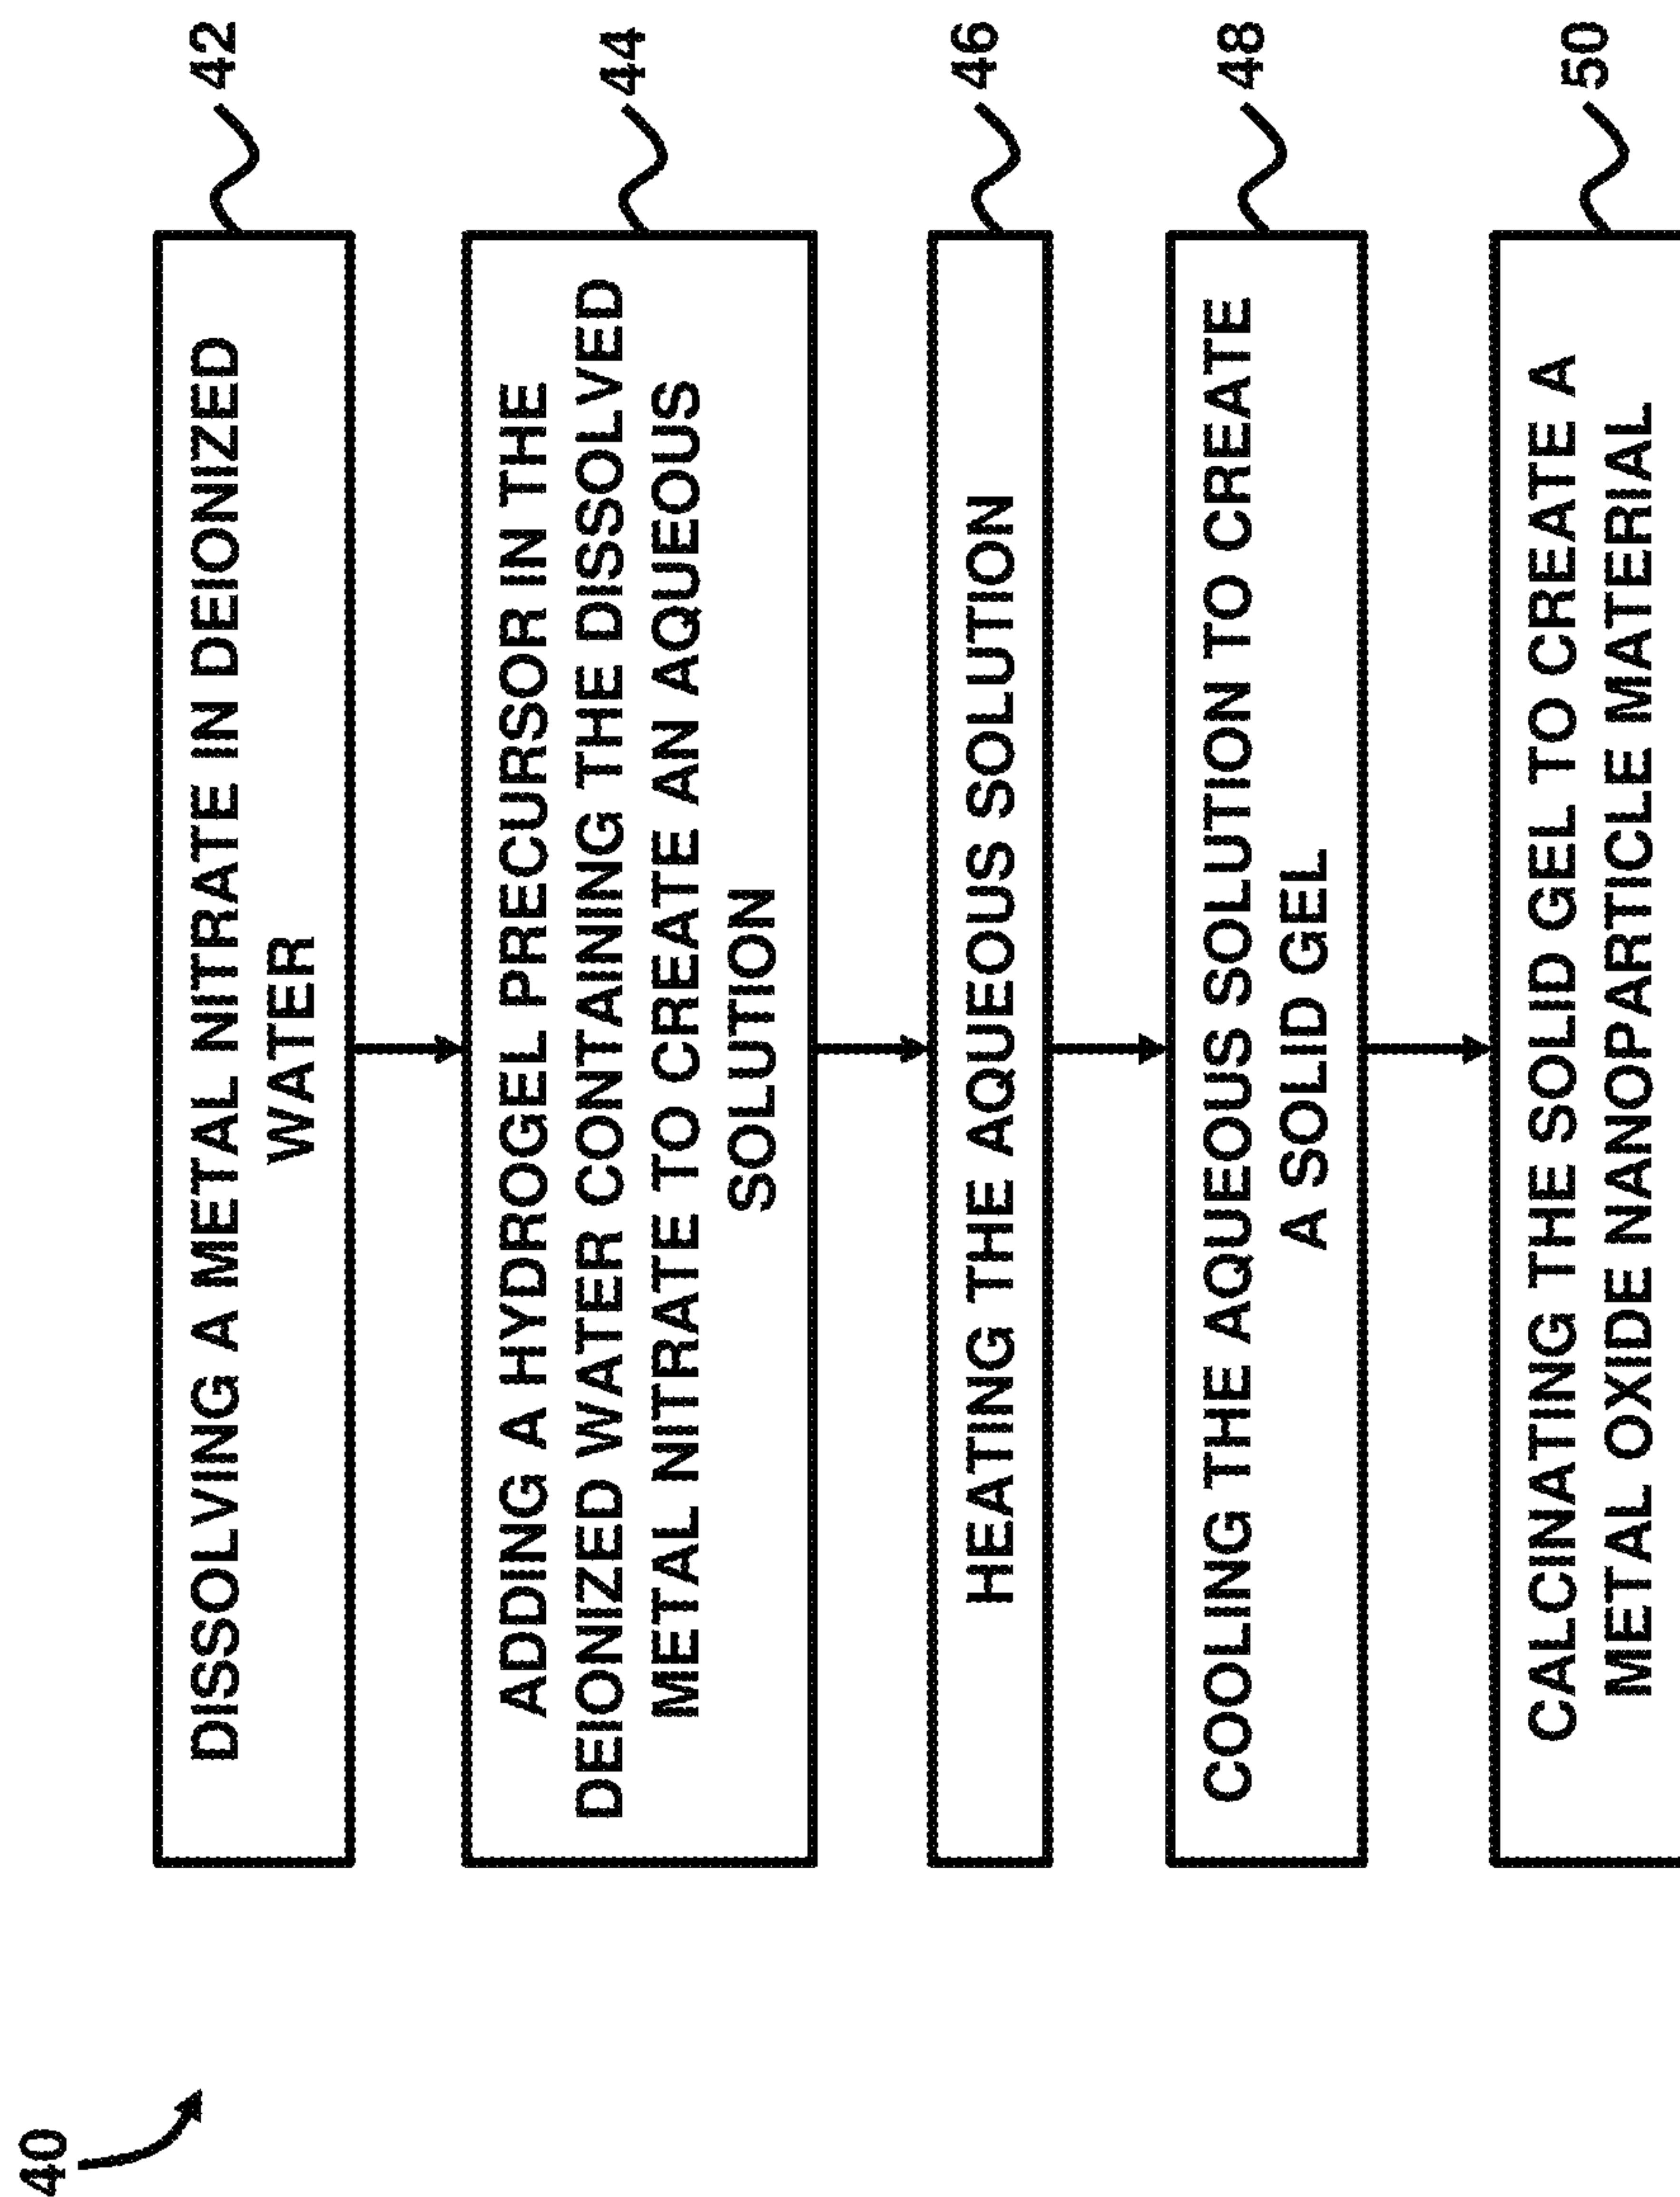 40
DISSOLVING A METAL NITRATE IN DEIONIZED
WATER
42
ADDING A HYDROGEL PRECURSOR IN THE
DEIONIZED WATER CONTAINING THE DISSOLVED
METAL NITRATE TO CREATE AN AQUEOUS
SOLUTION
44
HEATING THE AQUEOUS SOLUTION
46
COOLING THE AQUEOUS SOLUTION TO CREATE
A SOLID GEL
48
CALCINATING THE SOLID GEL TO CREATE A
METAL OXIDE NANOPARTICLE MATERIAL
50